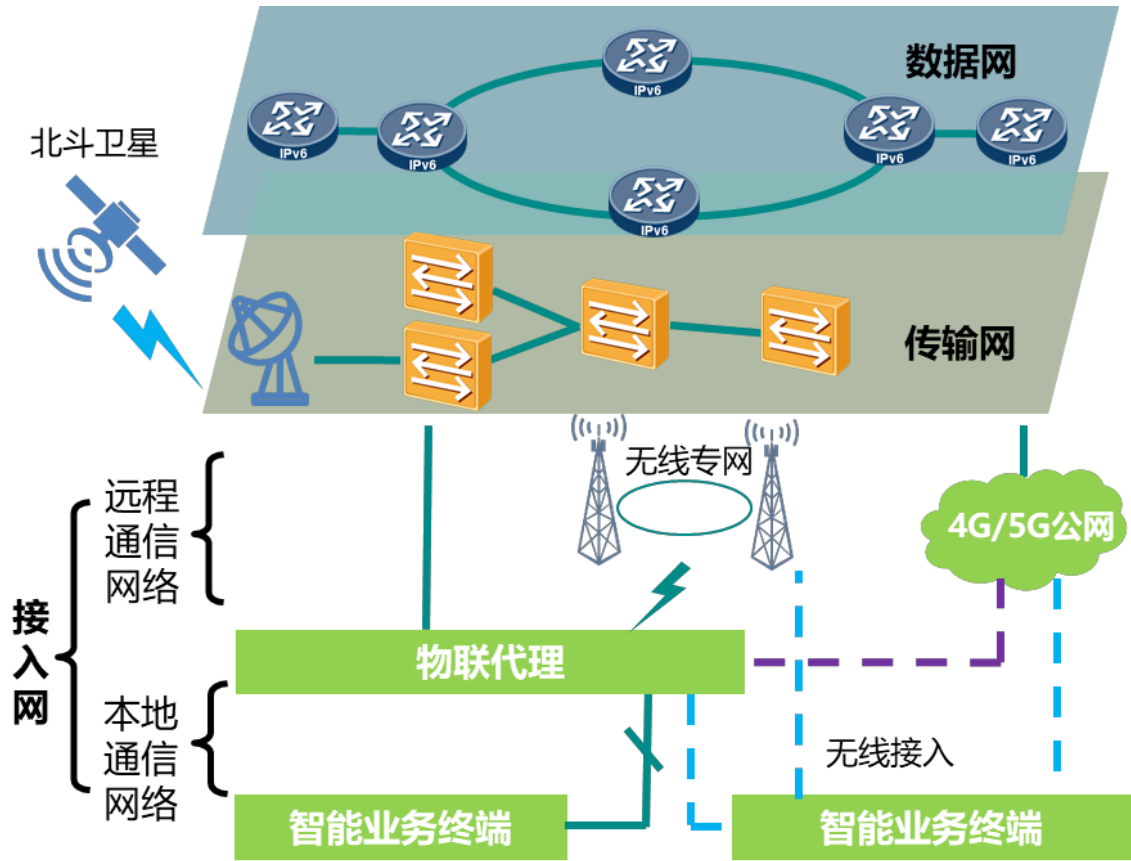 数据网
IPv6
IPv6
IPv6
IPv6
IPv6
IPv6
北斗卫星
传输网
无线专网
远程
通信
网络
4G/5G公网
接
入
网
物联代理
本地
通信
网络
无线接入
智能业务终端
智能业务终端